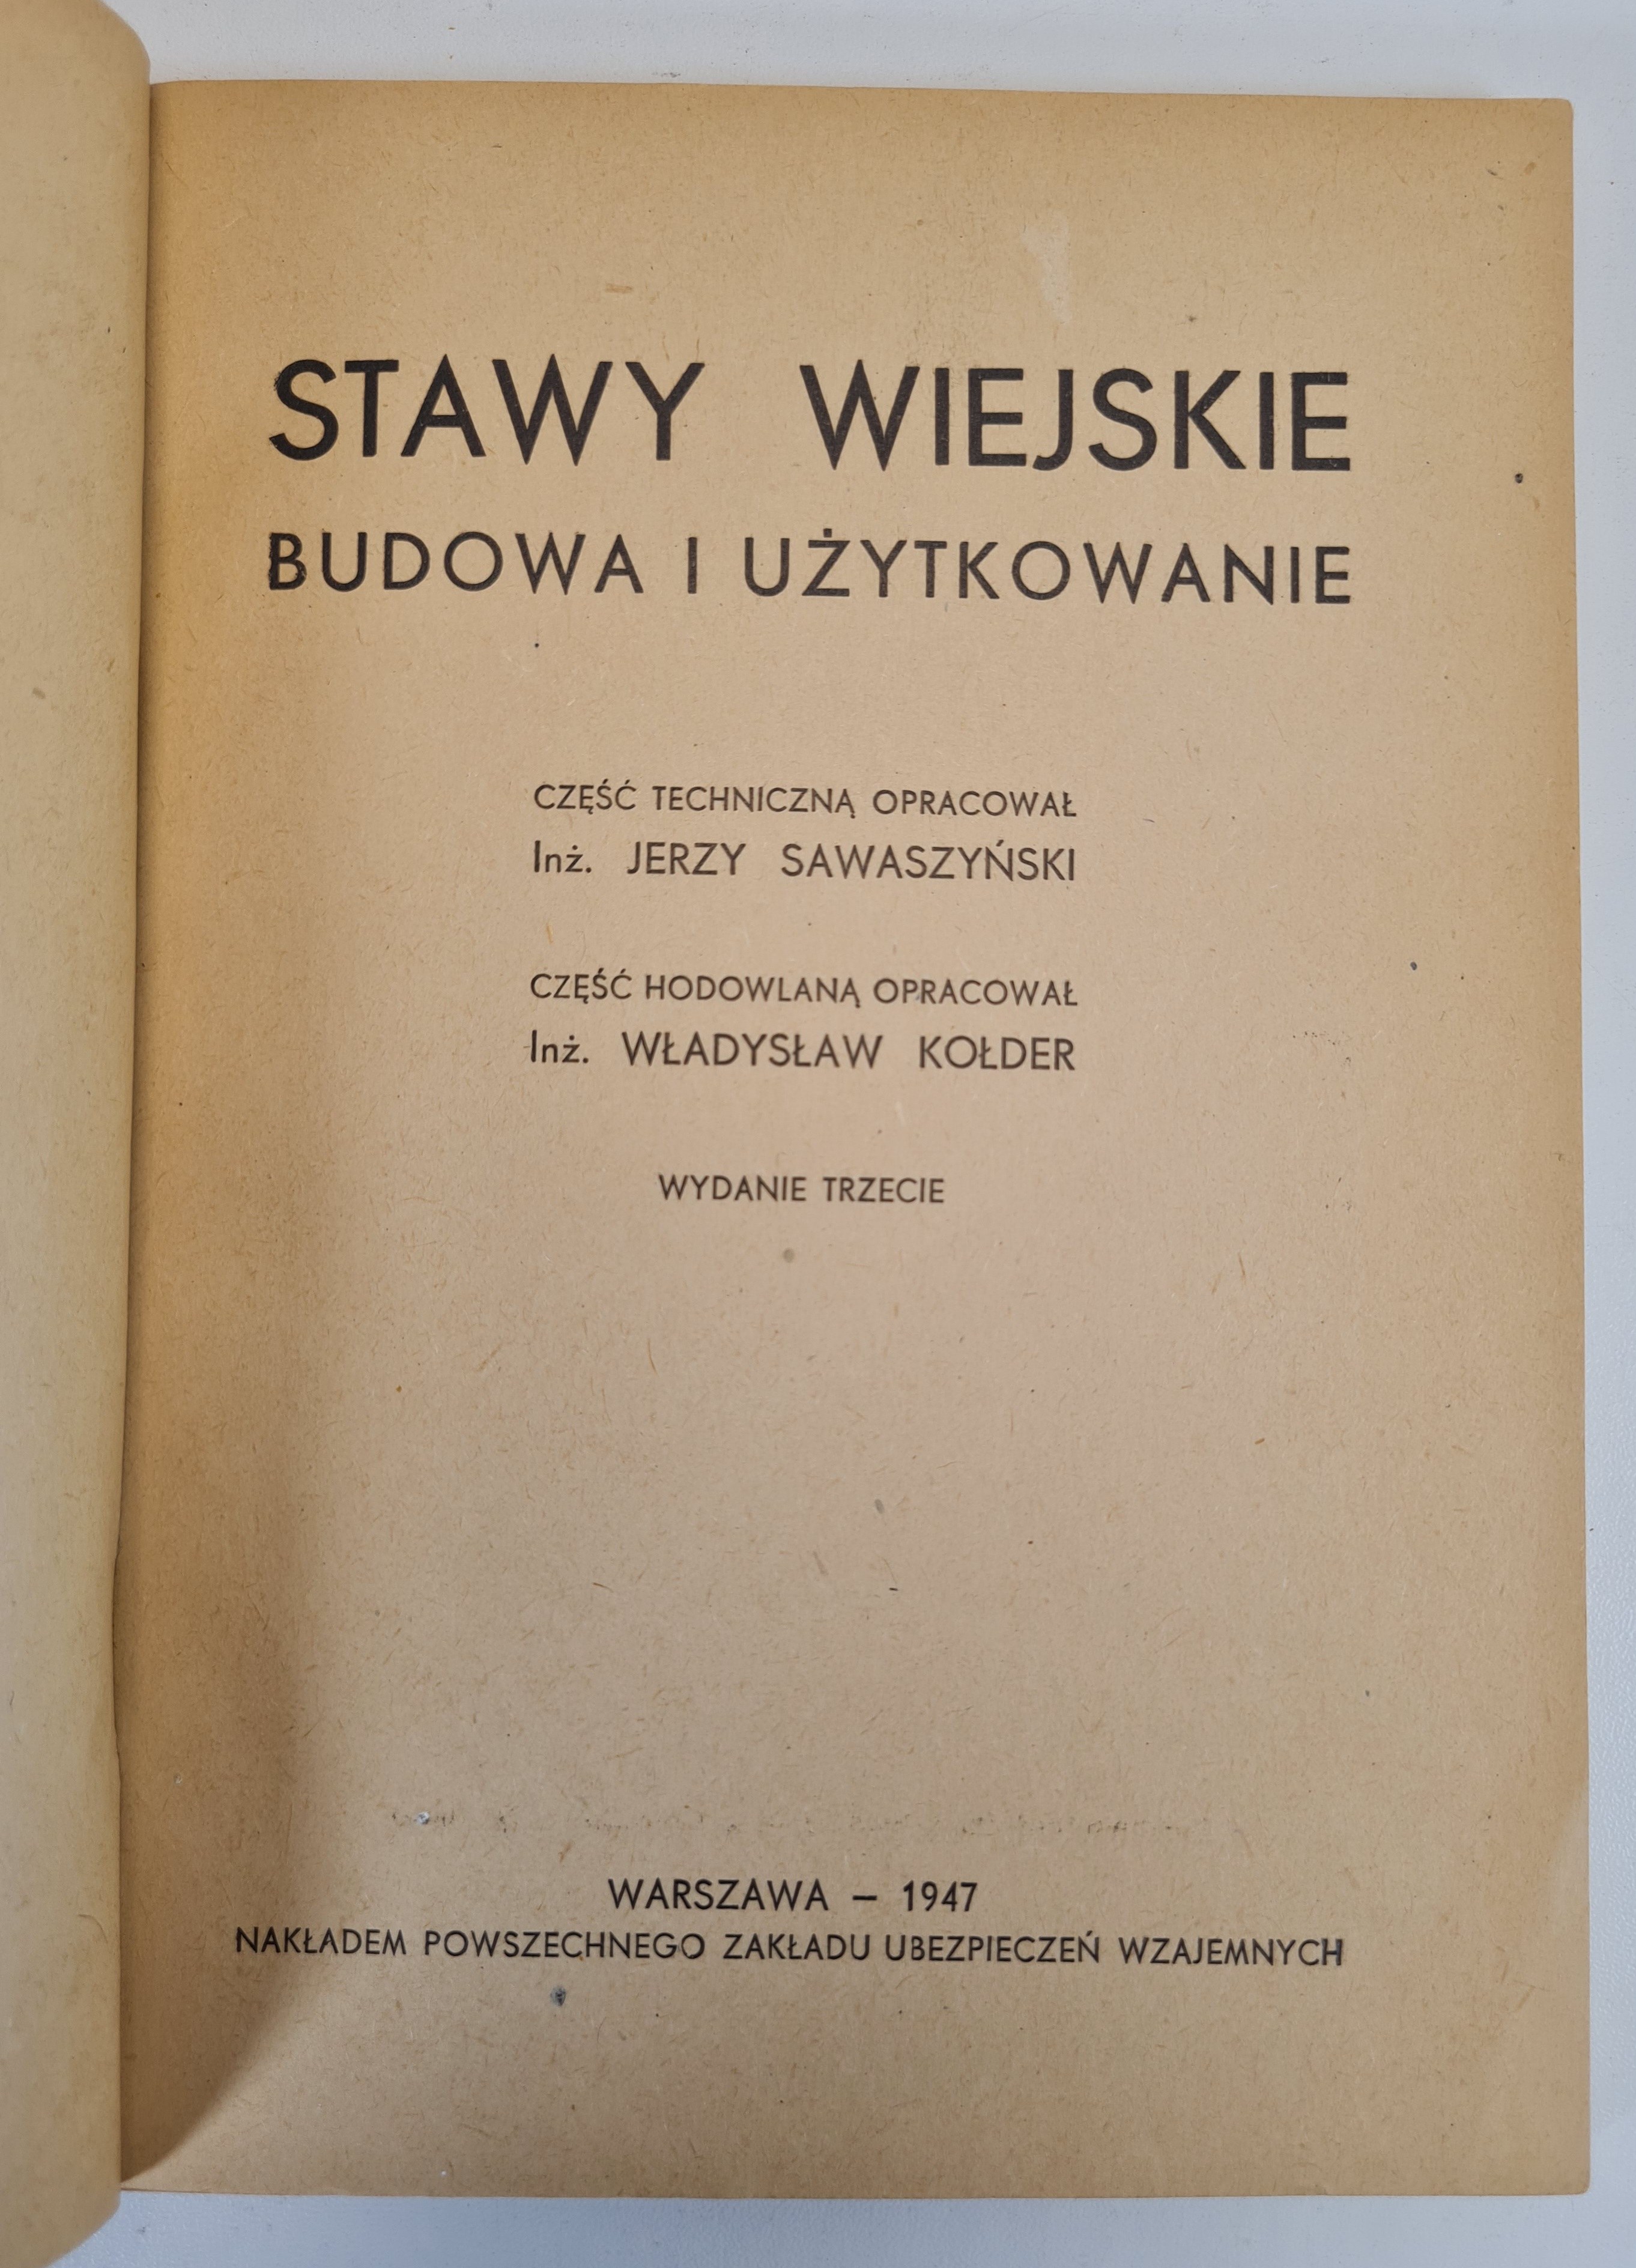 STAWY WIEJSKIE
BUDOWA I UŻYTKOWANIE
CZĘŚĆ TECHNICZNĄ OPRACOWAŁ
Inż. JERZY SAWASZYŃSKI
CZĘŚĆ HODOWLANĄ OPRACOWAŁ
Inż. WŁADYSŁAW KOŁDER
WYDANIE TRZECIE
WARSZAWA – 1947
NAKŁADEM POWSZECHNEGO ZAKŁADU UBEZPIECZEŃ WZAJEMNYCH